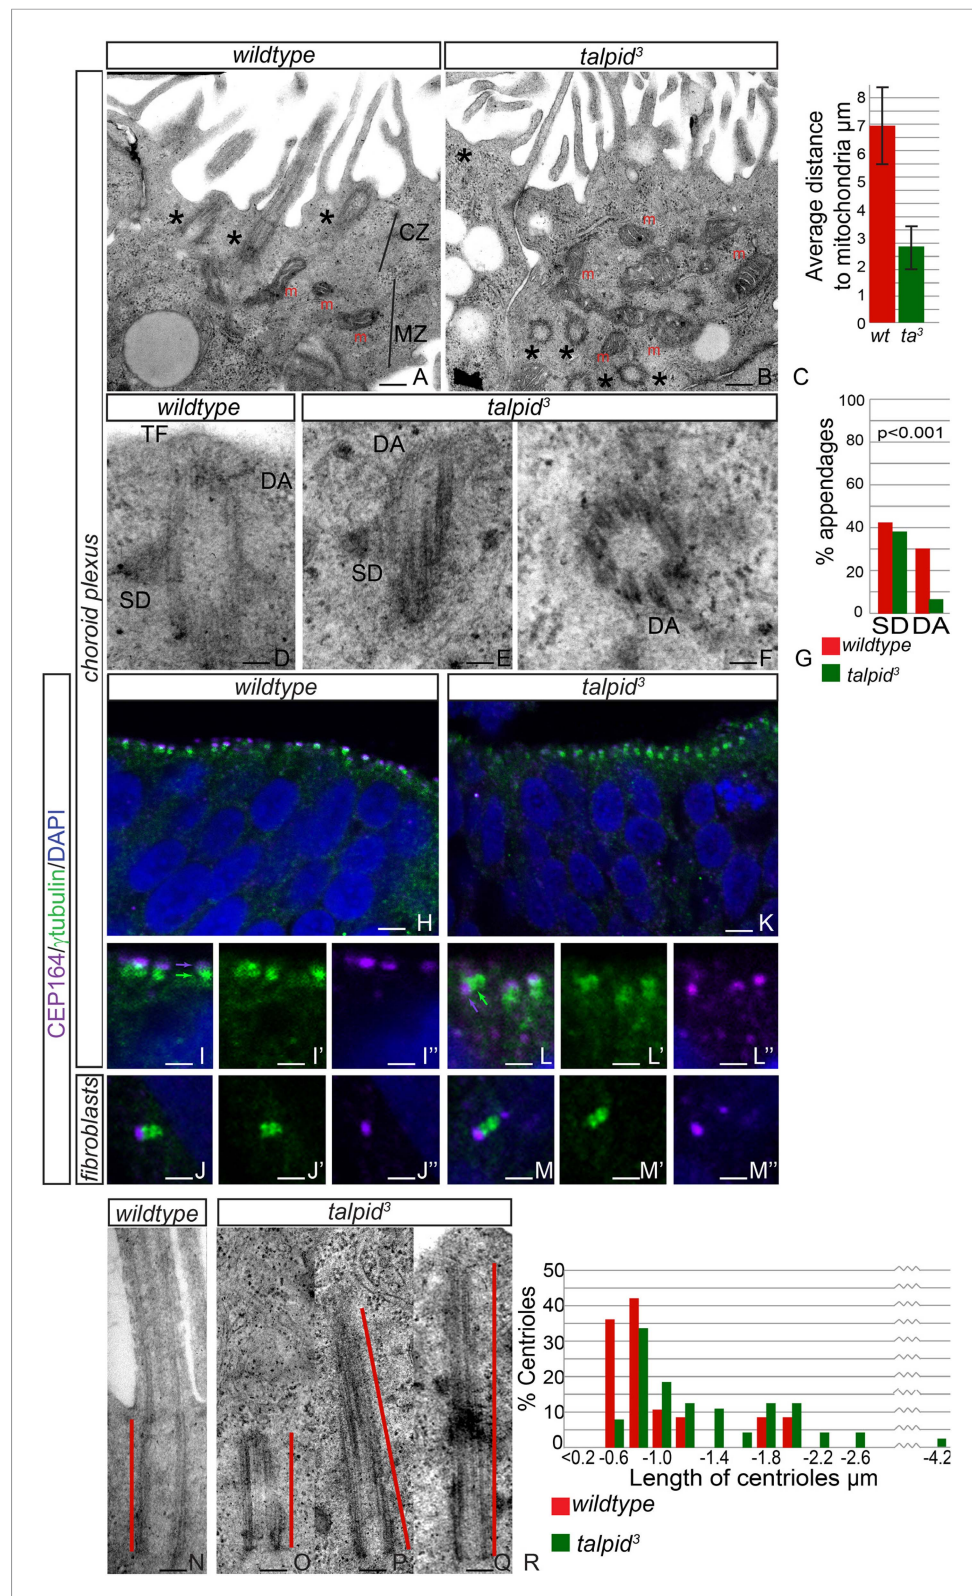 wildtype
talpid³
choroid plexus
* * *
CZ
m m m
MZ
A
*
m m m
m m
* * * *
B
Average distance
to mitochondria µm
8
7
6
5
4
3
2
1
0
wt ta³
C
wildtype
talpid³
TF
DA
SD
D
DA
SD
E
DA
F
% appendages
100
80
60
40
20
0
p<0.001
SD DA
G
wildtype
talpid³
CEP164/γtubulin/DAPI
wildtype
talpid³
H
K
I
I'
I''
L
L'
L''
fibroblasts
J
J'
J''
M
M'
M''
wildtype
talpid³
N
O
P
Q
R
% Centrioles
50
40
30
20
10
0
<0.2 -0.6 -1.0 -1.4 -1.8 -2.2 -2.6 -4.2
Length of centrioles µm
wildtype
talpid³